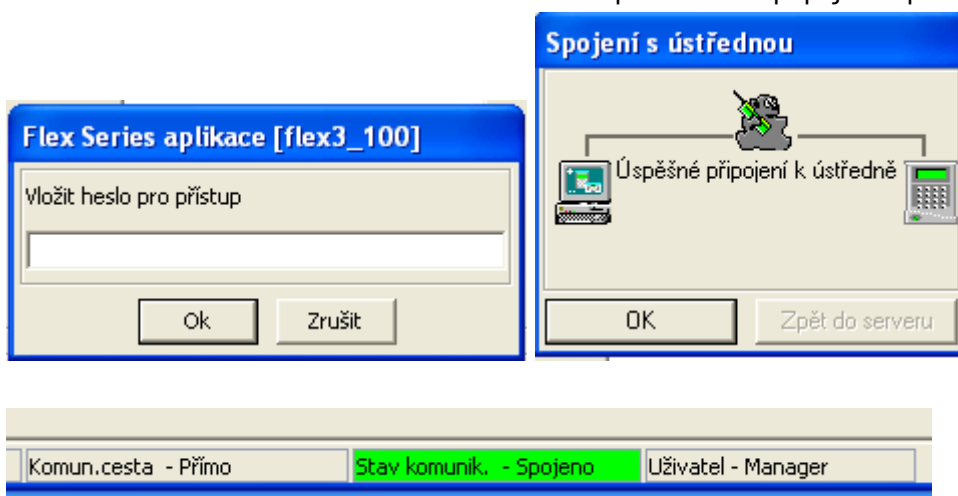 Spojení s ústřednou
Úspěšné připojení k ústředně
OK
Zpět do serveru
Flex Series aplikace [flex3_100]
Vložit heslo pro přístup
Ok
Zrušit
Komun.cesta - Přímo
Stav komunik. - Spojeno
Uživatel - Manager